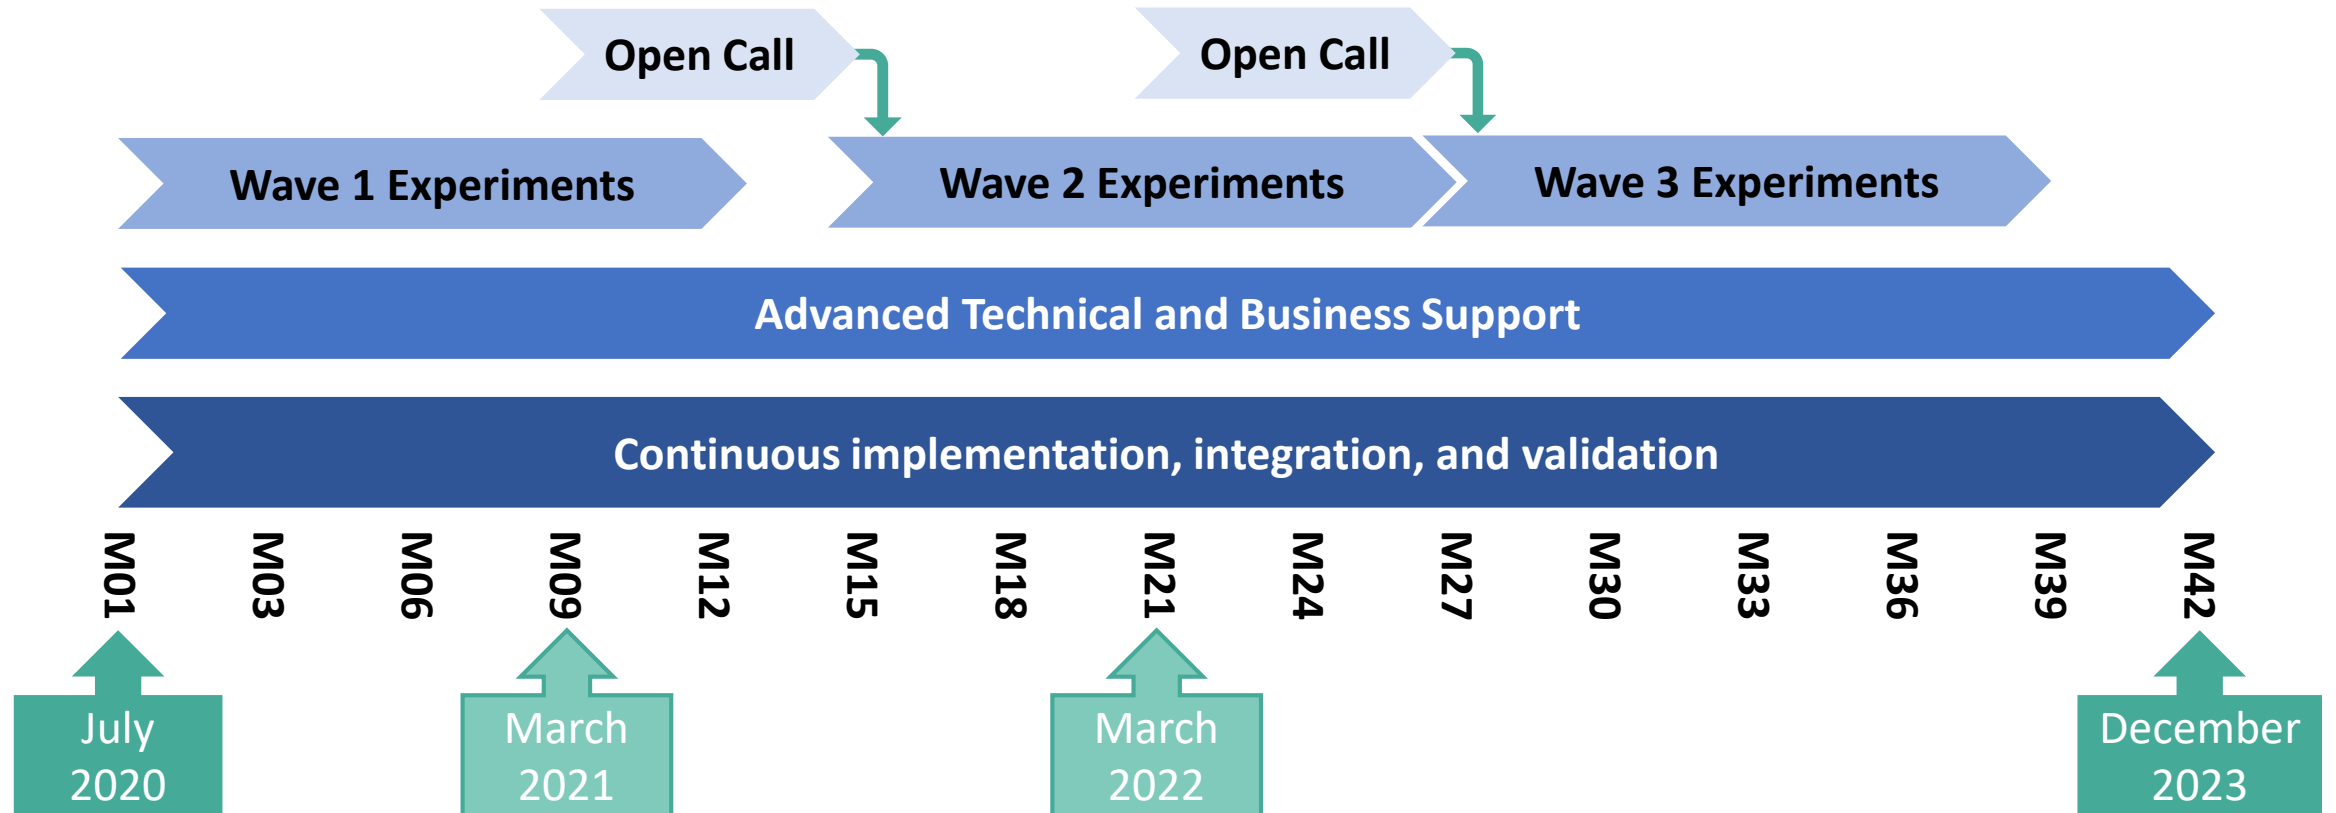 Open Call
Open Call
Wave 1 Experiments
Wave 2 Experiments
Wave 3 Experiments
Advanced Technical and Business Support
Continuous implementation, integration, and validation
M01
M03
M06
M09
M12
M15
M18
M21
M24
M27
M30
M33
M36
M39
M42
July
2020
March
2021
March
2022
December
2023